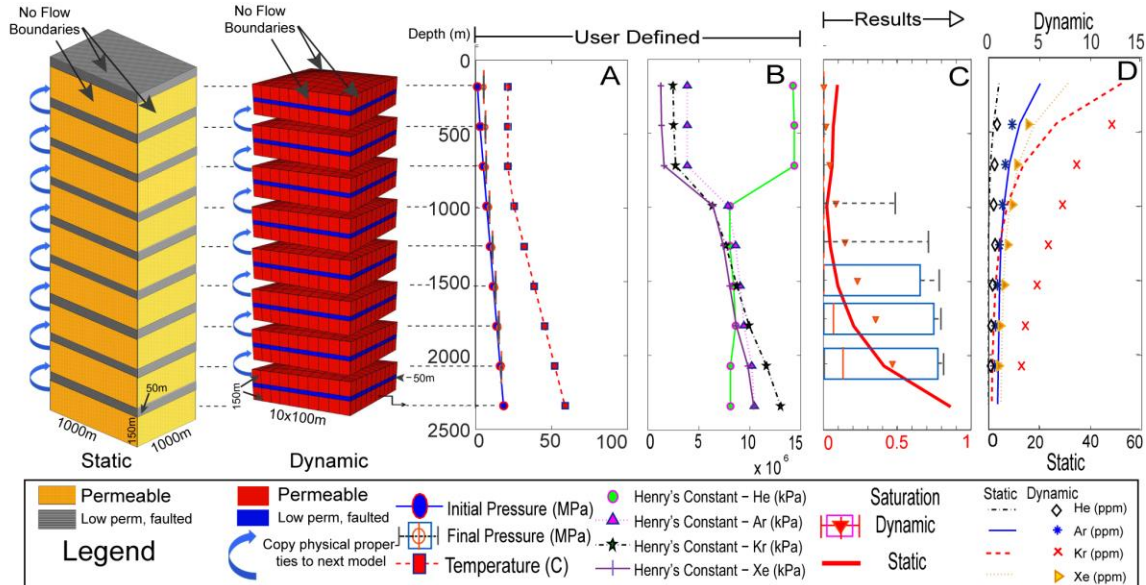 No Flow
Boundaries
No Flow
Boundaries
Depth (m)
User Defined
Results
Dynamic
0 5 10 15
0
500
1000
1500
2000
2500
A
B
C
D
50m
150m
1000m
1000m
Static
50m
150m
10x100m
Dynamic
0 50 100
0 5 10 15
x 10 6
0 0.5 1
0 20 40 60
Static
Permeable
Low perm, faulted
Legend
Permeable
Low perm, faulted
Copy physical proper
ties to next model
Initial Pressure (MPa)
Final Pressure (MPa)
Temperature (C)
Henry's Constant – He (kPa)
Henry's Constant – Ar (kPa)
Henry's Constant – Kr (kPa)
Henry's Constant – Xe (kPa)
Saturation
Dynamic
Static
Static Dynamic
He (ppm)
Ar (ppm)
Kr (ppm)
Xe (ppm)